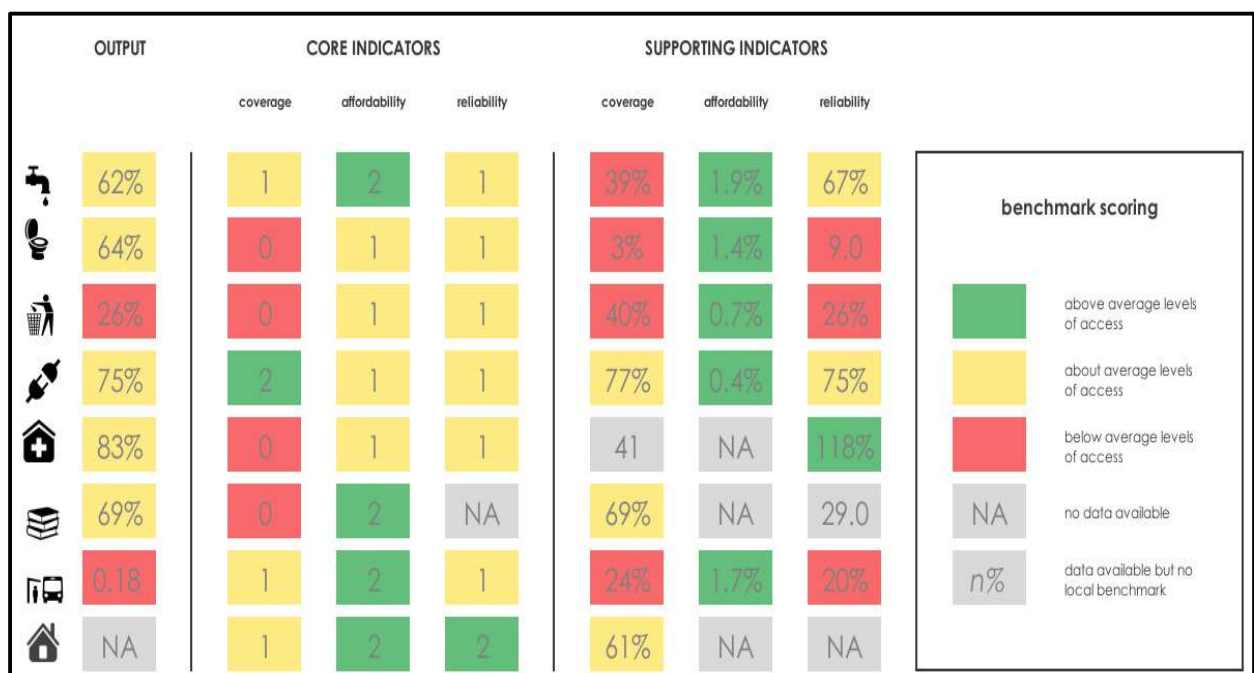 OUTPUT CORE INDICATORS SUPPORTING INDICATORS
coverage affordability reliability coverage affordability reliability
62% 1 2 1 39% 1.9% 67%
64% 0 1 1 3% 1.4% 9.0
26% 0 1 1 40% 0.7% 26%
75% 2 1 1 77% 0.4% 75%
83% 0 1 1 41 NA 118%
69% 0 2 NA 69% NA 29.0
0.18 1 2 1 24% 1.7% 20%
NA 1 2 2 61% NA NA
benchmark scoring
above average levels
of access
about average levels
of access
below average levels
of access
NA no data available
n% data available but no
local benchmark